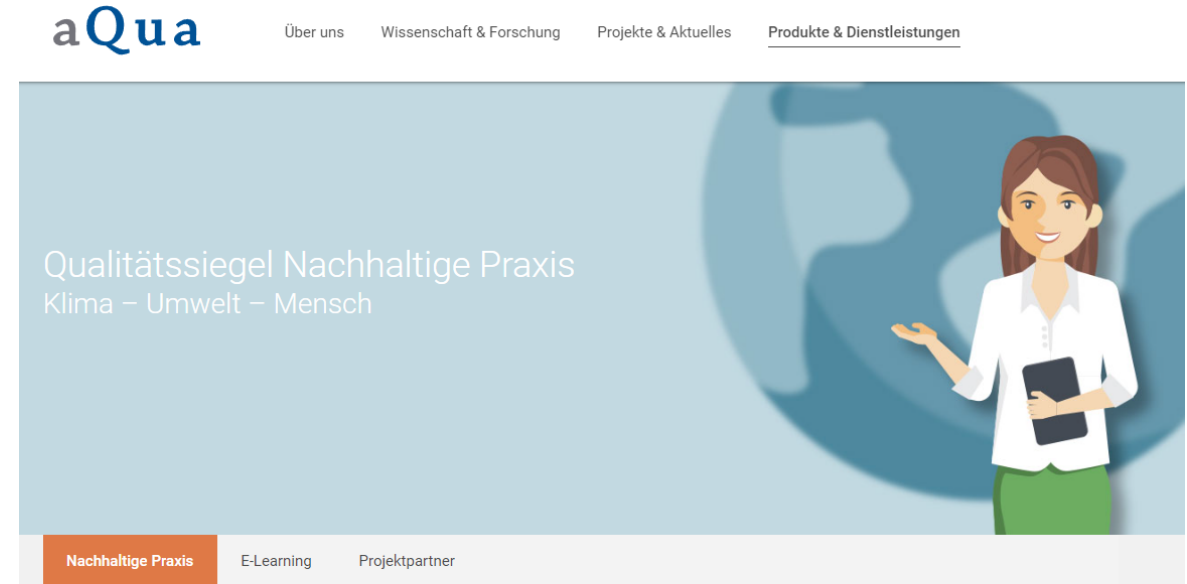 aQua
Über uns Wissenschaft & Forschung Projekte & Aktuelles Produkte & Dienstleistungen
Qualitätssiegel Nachhaltige Praxis
Klima – Umwelt – Mensch
Nachhaltige Praxis E-Learning Projektpartner